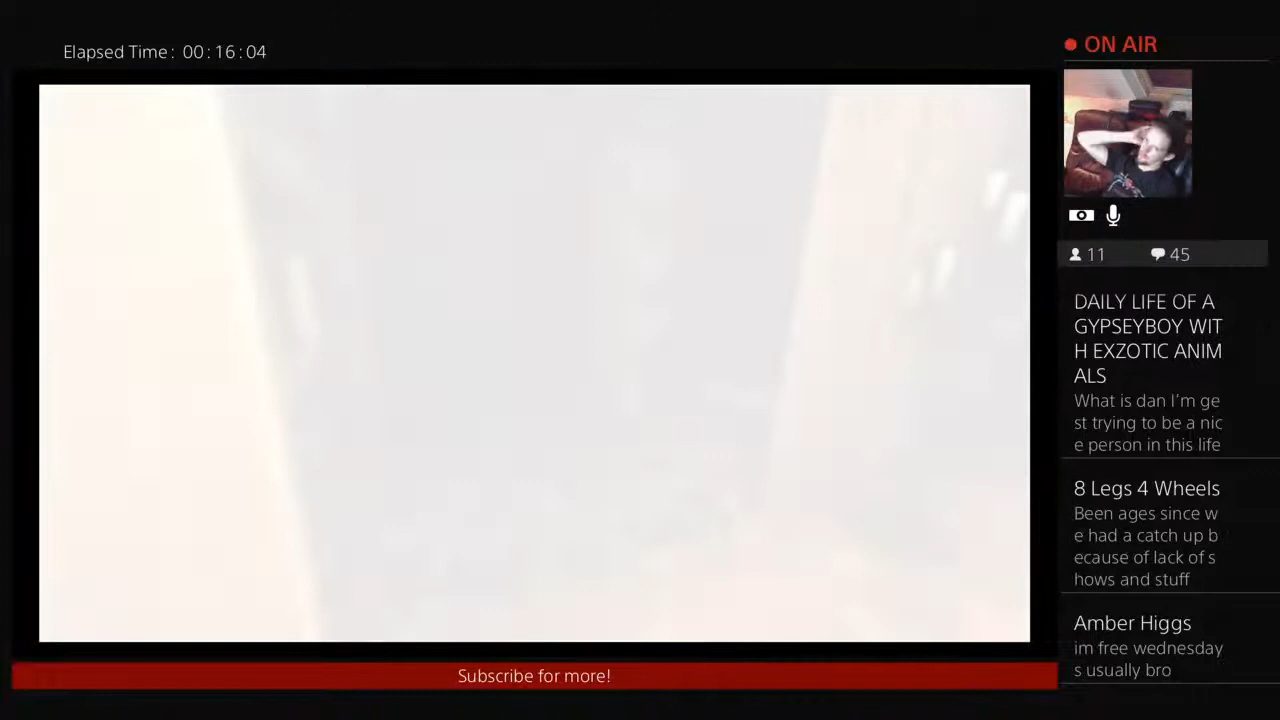 Elapsed Time: 00:16:04
ON AIR
11 45
DAILY LIFE OF A
GYPSEYBOY WIT
H EXZOTIC ANIM
ALS
What is dan I'm ge
st trying to be a nic
e person in this life
8 Legs 4 Wheels
Been ages since w
e had a catch up b
ecause of lack of s
hows and stuff
Amber Higgs
im free wednesday
s usually bro
Subscribe for more!